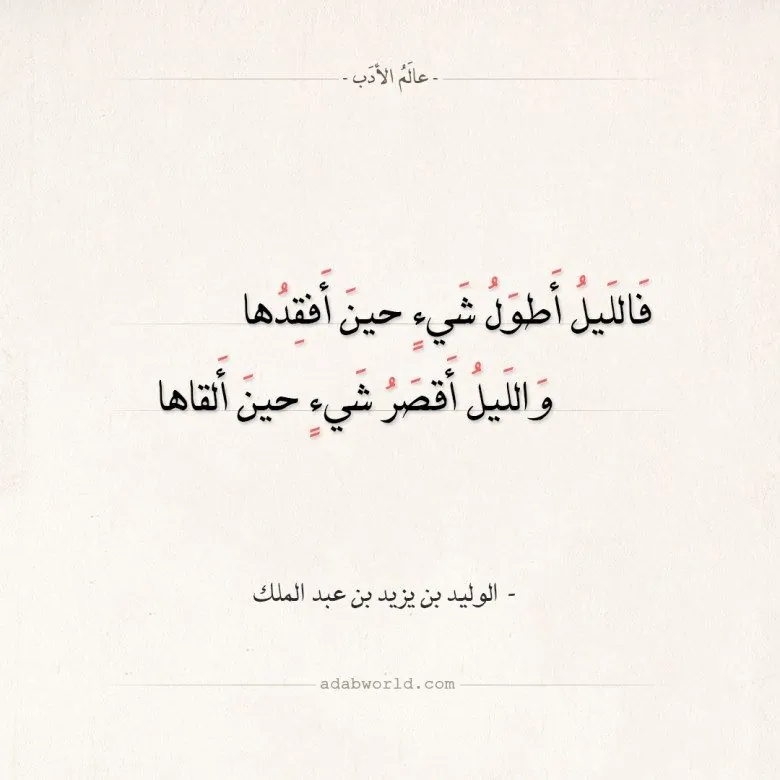 - عالَمُ الأدَب -
فَاللَيلُ أَطوَلُ شَيءٍ حينَ أَفقِدُها
وَاللَيلُ أَقصَرُ شَيءٍ حينَ أَلقاها
- الوليد بن يزيد بن عبد الملك
adabworld.com